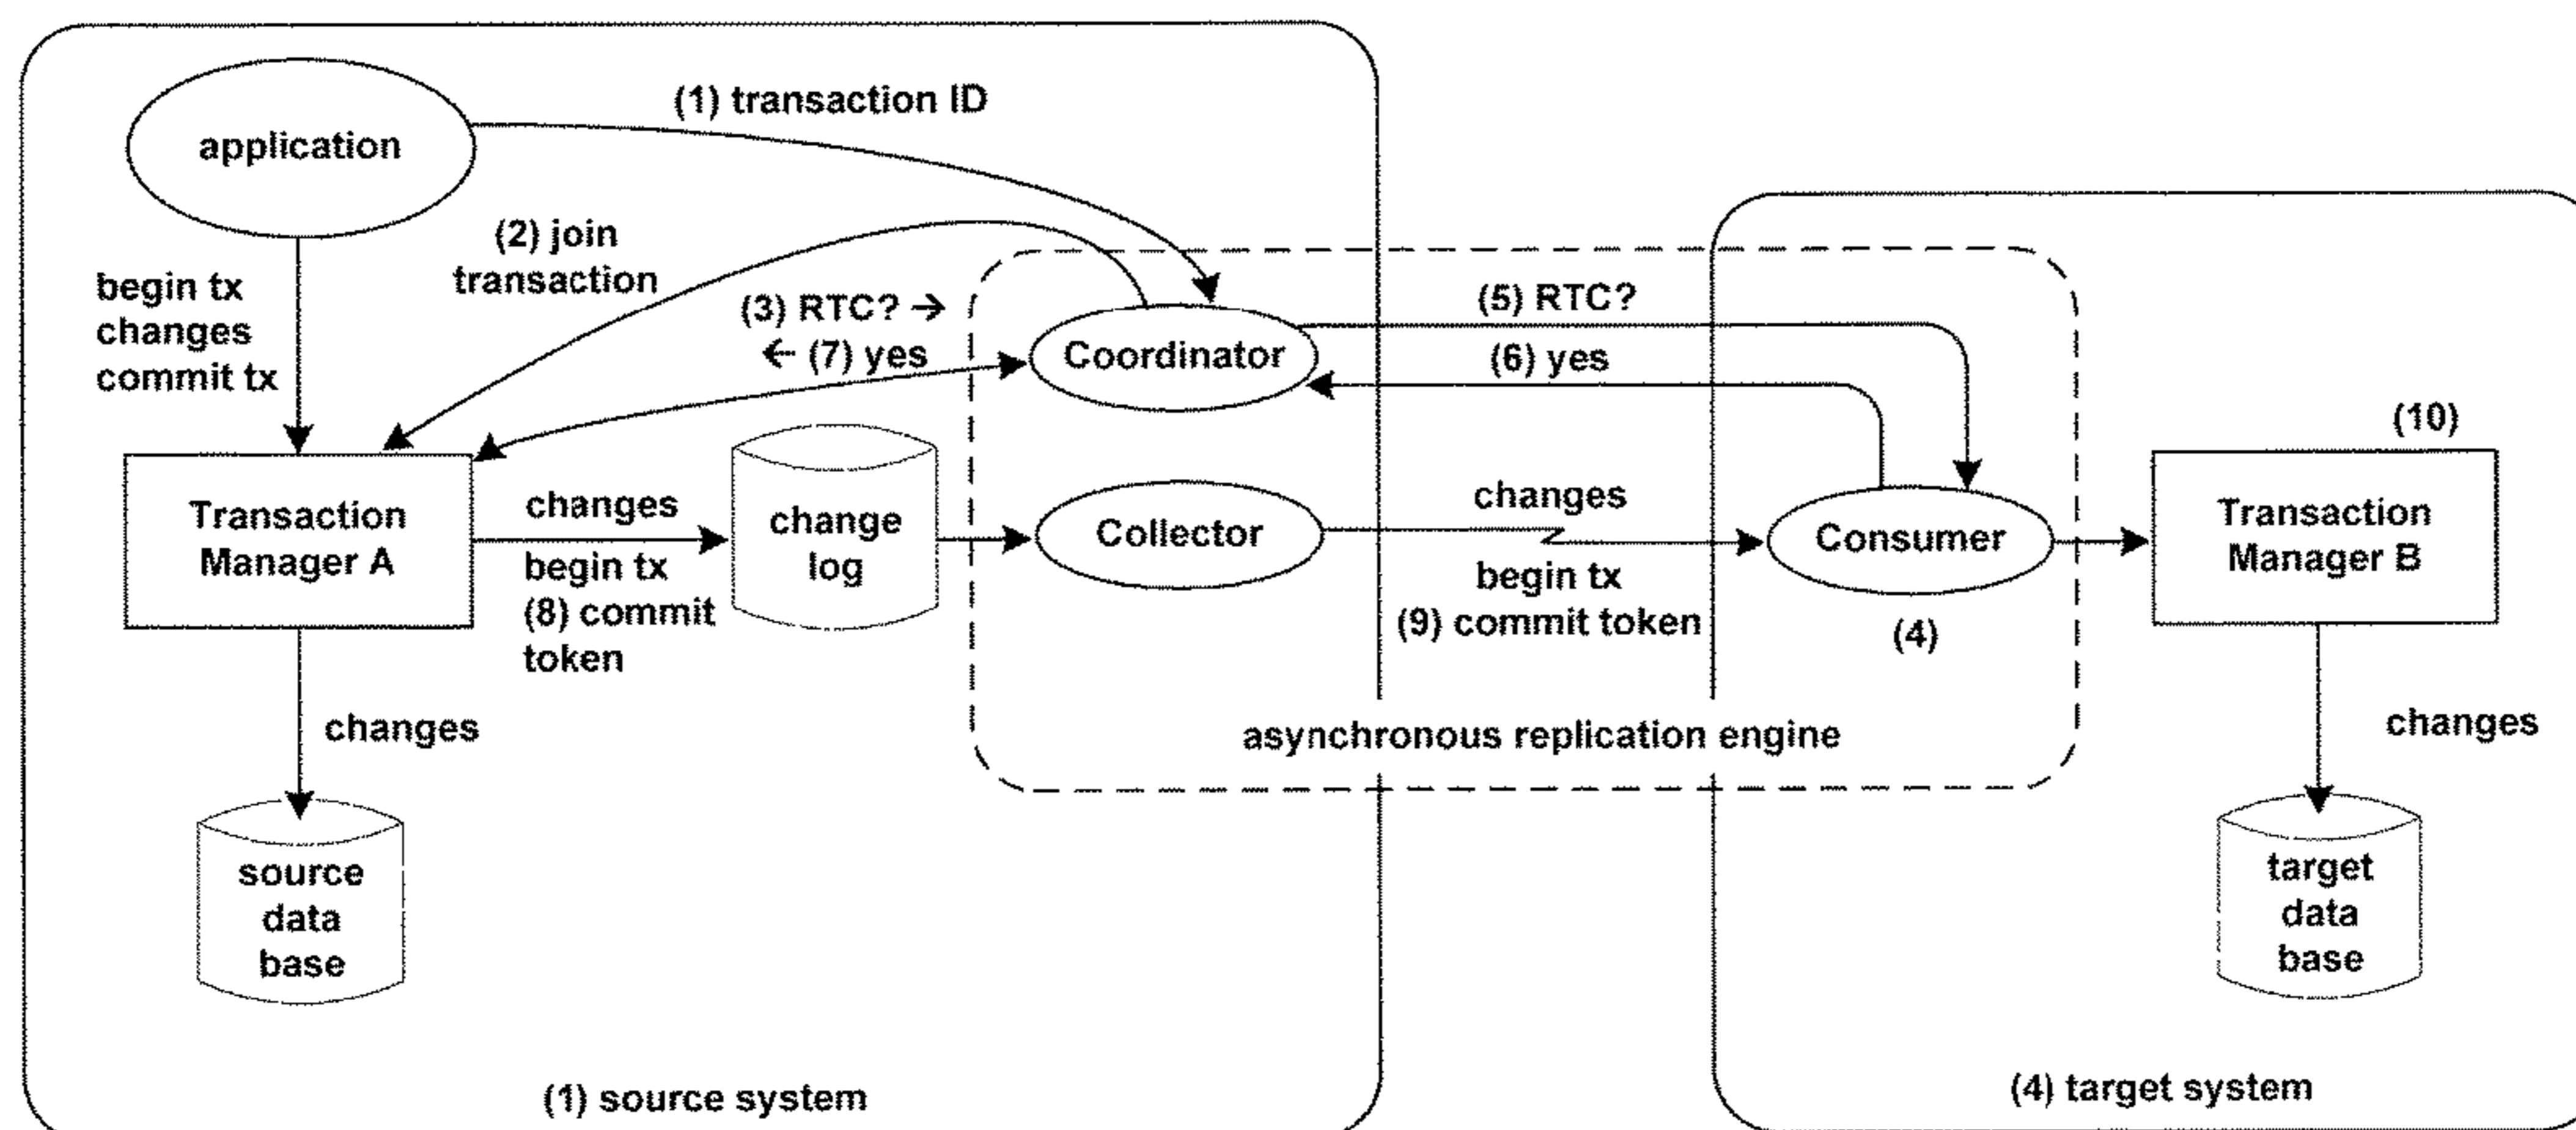 (1) transaction ID
application
(2) join
transaction
begin tx
changes
commit tx
(3) RTC? →
← (7) yes
Coordinator
(5) RTC?
(6) yes
(10)
Transaction
Manager A
changes
begin tx
(8) commit
token
change
log
Collector
changes
begin tx
(9) commit token
Consumer
(4)
Transaction
Manager B
changes
asynchronous replication engine
changes
source
data
base
target
data
base
(1) source system
(4) target system